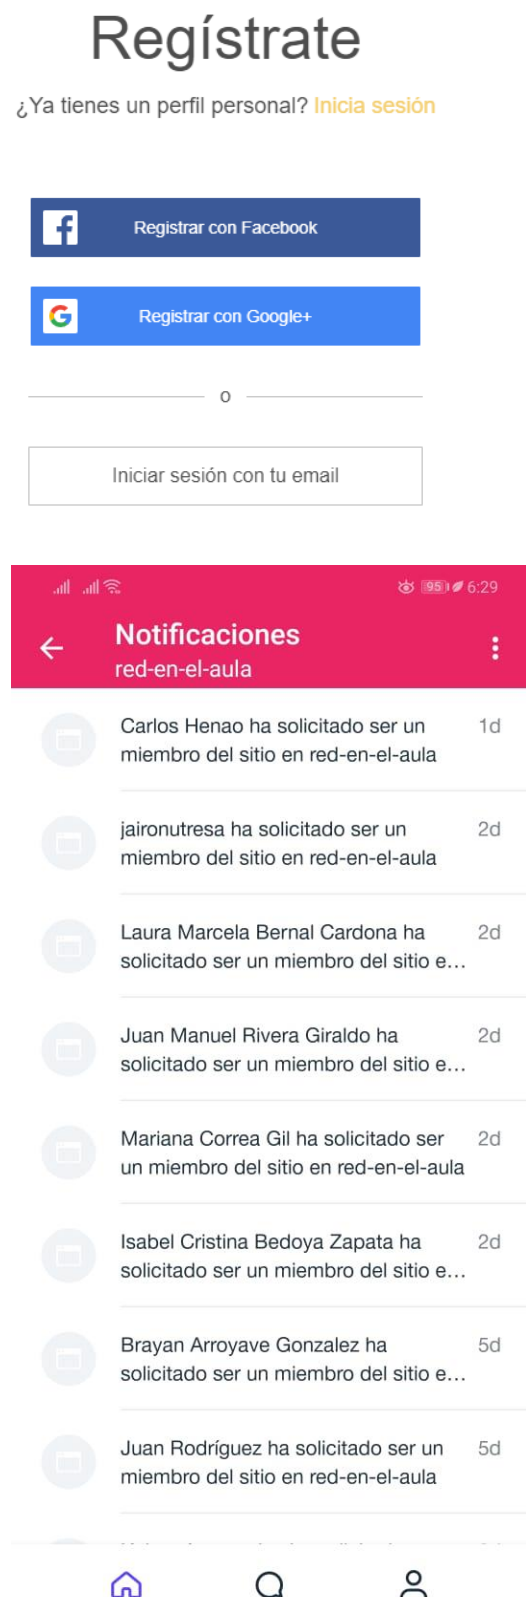 Regístrate
¿Ya tienes un perfil personal? Inicia sesión
Registrar con Facebook
Registrar con Google+
o
Iniciar sesión con tu email
95 6:29
Notificaciones
red-en-el-aula
Carlos Henao ha solicitado ser un 1d
miembro del sitio en red-en-el-aula
jaironutresa ha solicitado ser un 2d
miembro del sitio en red-en-el-aula
Laura Marcela Bernal Cardona ha 2d
solicitado ser un miembro del sitio e...
Juan Manuel Rivera Giraldo ha 2d
solicitado ser un miembro del sitio e...
Mariana Correa Gil ha solicitado ser 2d
un miembro del sitio en red-en-el-aula
Isabel Cristina Bedoya Zapata ha 2d
solicitado ser un miembro del sitio e...
Brayan Arroyave Gonzalez ha 5d
solicitado ser un miembro del sitio e...
Juan Rodríguez ha solicitado ser un 5d
miembro del sitio en red-en-el-aula